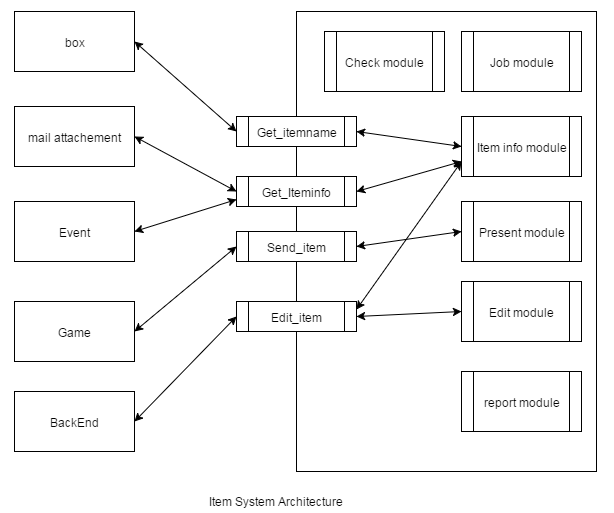 box
Check module
Job module
mail attachement
Get_itemname
Item info module
Get_Iteminfo
Event
Send_item
Present module
Game
Edit_item
Edit module
BackEnd
report module
Item System Architecture